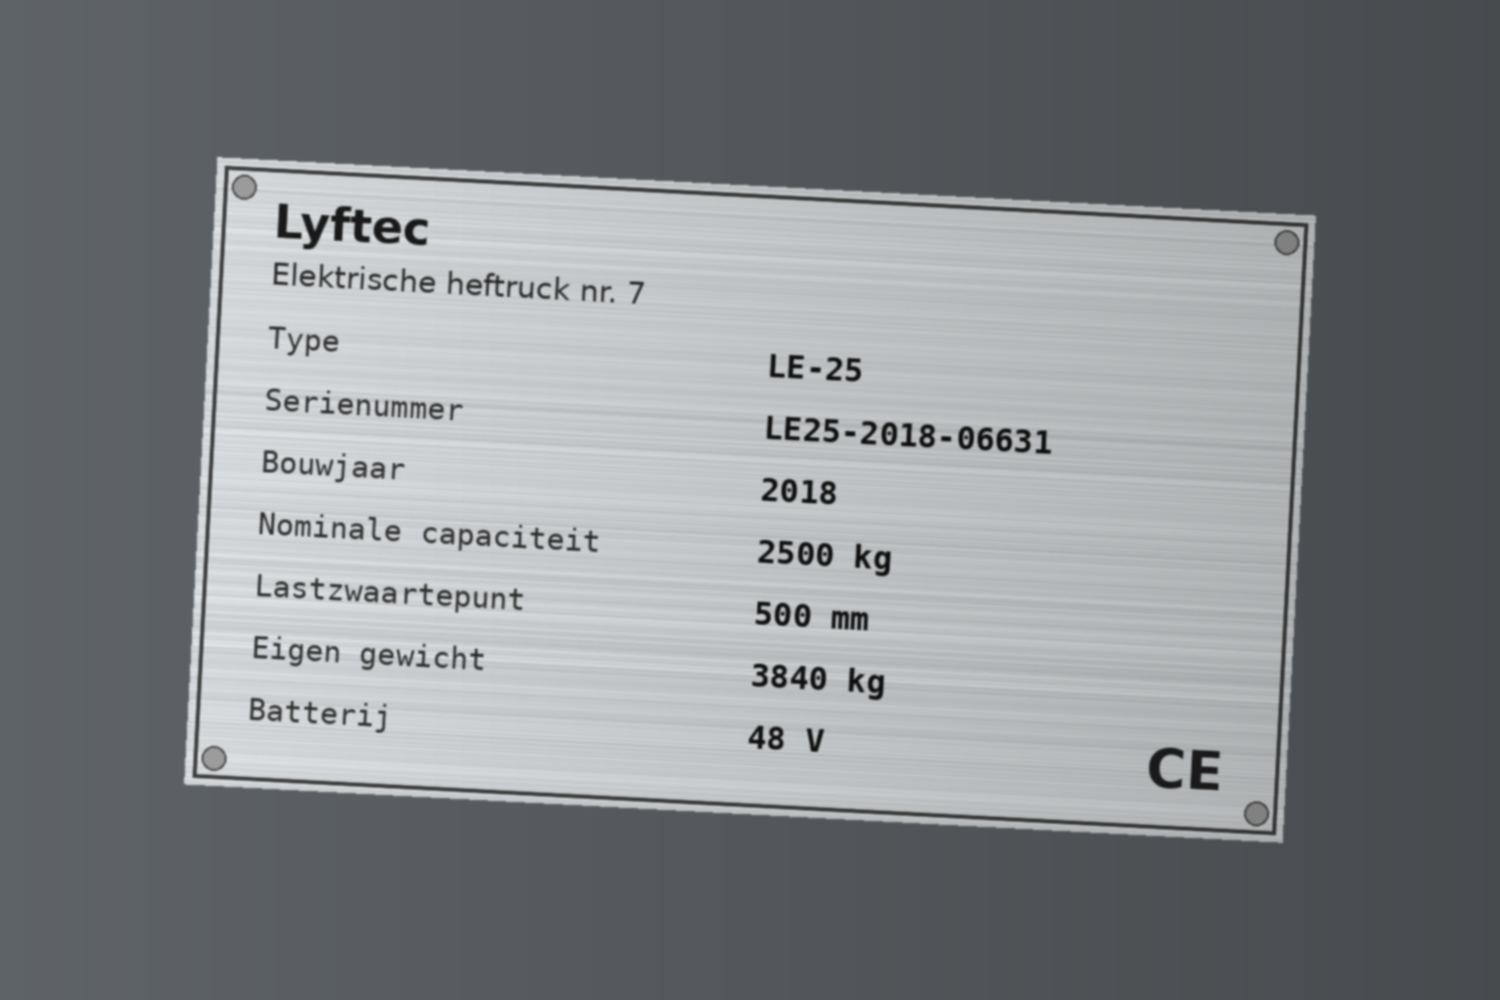 Lyftec
Elektrische heftruck nr. 7
Type LE-25
Serienummer LE25-2018-06631
Bouwjaar 2018
Nominale capaciteit 2500 kg
Lastzwaartepunt 500 mm
Eigen gewicht 3840 kg
Batterij 48 V
CE